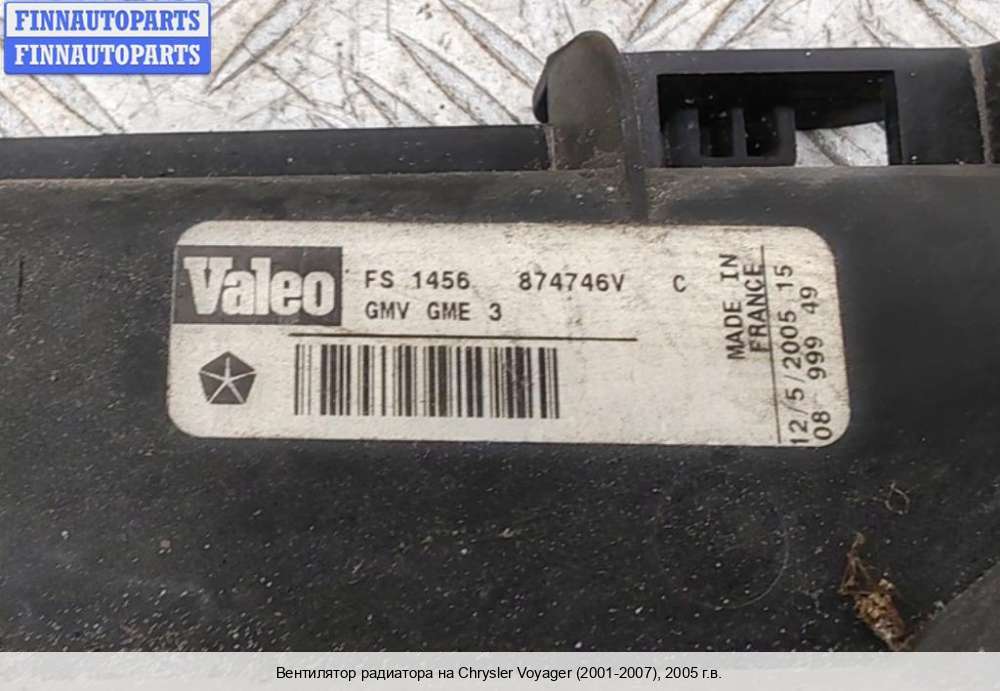 FINNAUTOPARTS
FINNAUTOPARTS
Valeo
FS 1456 874746V C
GMV GME 3
MADE IN
FRANCE
12/5/2005 15
08 999 49
Вентилятор радиатора на Chrysler Voyager (2001-2007), 2005 г.в.